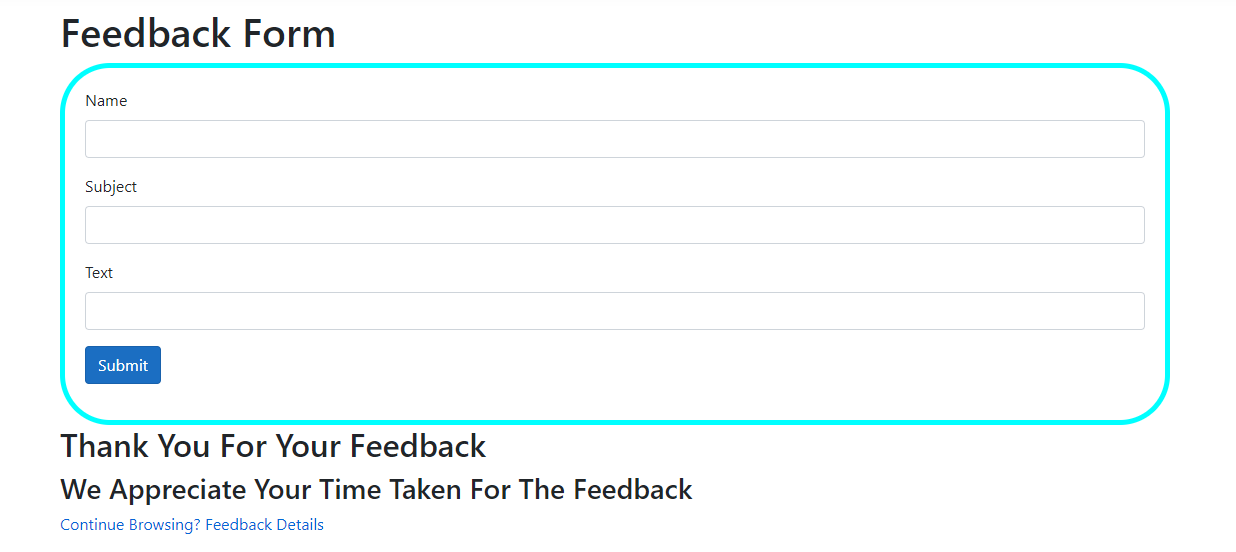 Feedback Form
Name
Subject
Text
Submit
Thank You For Your Feedback
We Appreciate Your Time Taken For The Feedback
Continue Browsing? Feedback Details